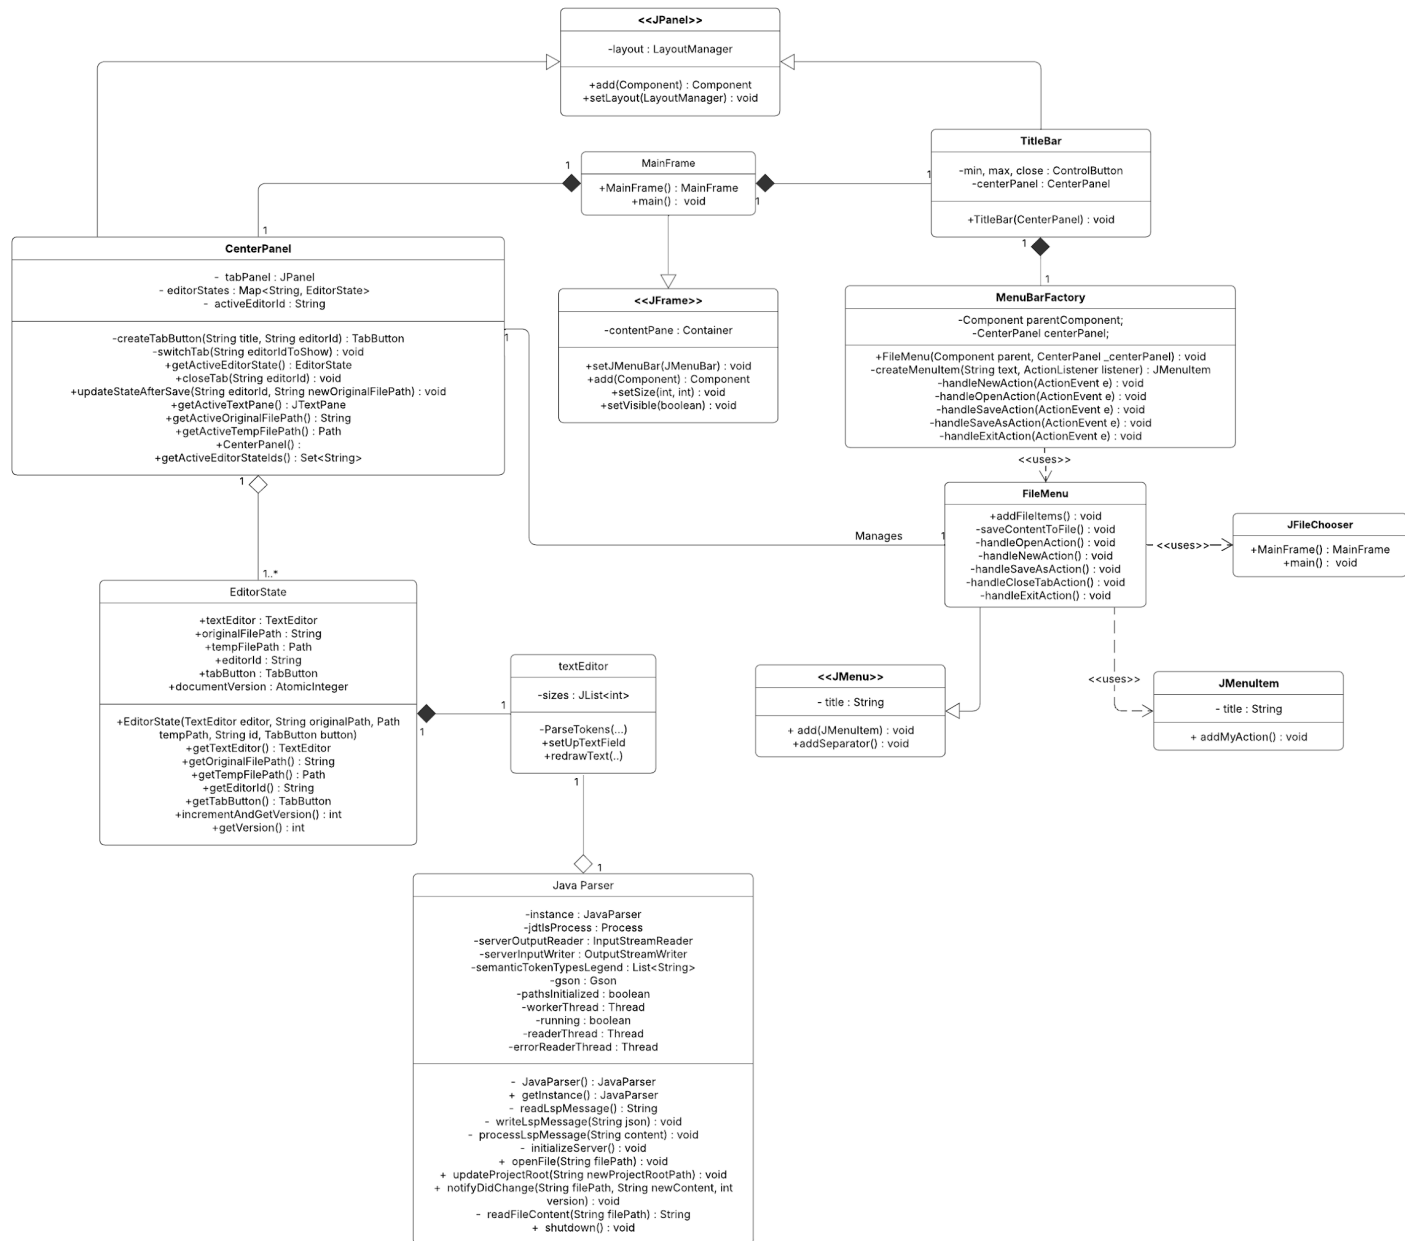 <<JPanel>>
-layout : LayoutManager
+add(Component) : Component
+setLayout(LayoutManager) : void
MainFrame
+MainFrame() : MainFrame
+main() :  void
1
1
1
1
TitleBar
-min, max, close : ControlButton
-centerPanel : CenterPanel
+TitleBar(CenterPanel) : void
1
1
CenterPanel
-  tabPanel : JPanel
- editorStates : Map<String, EditorState>
-  activeEditorId : String
-createTabButton(String title, String editorId) : TabButton
-switchTab(String editorIdToShow) : void
+getActiveEditorState() : EditorState
+closeTab(String editorId) : void
+updateStateAfterSave(String editorId, String newOriginalFilePath) : void
+getActiveTextPane() : JTextPane
+getActiveOriginalFilePath() : String
+getActiveTempFilePath() : Path
+CenterPanel() :
+getActiveEditorStateIds() : Set<String>
1
<<JFrame>>
-contentPane : Container
+setJMenuBar(JMenuBar) : void
+add(Component) : Component
+setSize(int, int) : void
+setVisible(boolean) : void
MenuBarFactory
-Component parentComponent;
-CenterPanel centerPanel;
+FileMenu(Component parent, CenterPanel _centerPanel) : void
-createMenuItem(String text, ActionListener listener) : JMenuItem
-handleNewAction(ActionEvent e) : void
-handleOpenAction(ActionEvent e) : void
-handleSaveAction(ActionEvent e) : void
-handleSaveAsAction(ActionEvent e) : void
-handleExitAction(ActionEvent e) : void
<<uses>>
FileMenu
+addFileItems() : void
-saveContentToFile() : void
-handleOpenAction() : void
-handleNewAction() : void
-handleSaveAsAction() : void
-handleCloseTabAction() : void
-handleExitAction() : void
Manages
1
<<uses>>
JFileChooser
+MainFrame() : MainFrame
+main() :  void
1
1..*
EditorState
+textEditor : TextEditor
+originalFilePath : String
+tempFilePath : Path
+editorId : String
+tabButton : TabButton
+documentVersion : AtomicInteger
+EditorState(TextEditor editor, String originalPath, Path
tempPath, String id, TabButton button)
+getTextEditor() : TextEditor
+getOriginalFilePath() : String
+getTempFilePath() : Path
+getEditorId() : String
+getTabButton() : TabButton
+incrementAndGetVersion() : int
+getVersion() : int
1
1
textEditor
-sizes : JList<int>
-ParseTokens(...)
+setUpTextField
+redrawText(..)
1
1
<<JMenu>>
- title : String
+ add(JMenuItem) : void
+addSeparator() : void
<<uses>>
JMenuItem
- title : String
+ addMyAction() : void
Java Parser
-instance : JavaParser
-jdtlsProcess : Process
-serverOutputReader : InputStreamReader
-serverInputWriter : OutputStreamWriter
-semanticTokenTypesLegend : List<String>
-gson : Gson
-pathsInitialized : boolean
-workerThread : Thread
-running : boolean
-readerThread : Thread
-errorReaderThread : Thread
-  JavaParser() : JavaParser
+  getInstance() : JavaParser
-  readLspMessage() : String
-  writeLspMessage(String json) : void
-  processLspMessage(String content) : void
-  initializeServer() : void
+  openFile(String filePath) : void
+  updateProjectRoot(String newProjectRootPath) : void
+  notifyDidChange(String filePath, String newContent, int
version) : void
-  readFileContent(String filePath) : String
+  shutdown() : void